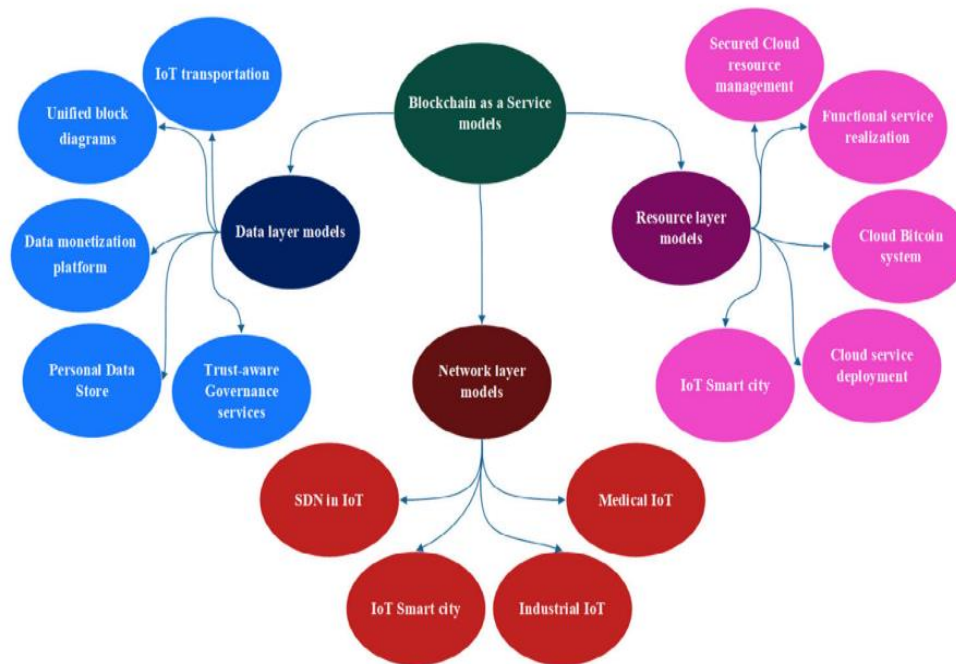 Blockchain as a Service
models
IoT transportation
Unified block
diagrams
Data layer models
Data monetization
platform
Personal Data
Store
Trust-aware
Governance
services
Secured Cloud
resource
management
Functional service
realization
Resource layer
models
Cloud Bitcoin
system
Cloud service
deployment
IoT Smart city
Network layer
models
SDN in IoT
Medical IoT
IoT Smart city
Industrial IoT